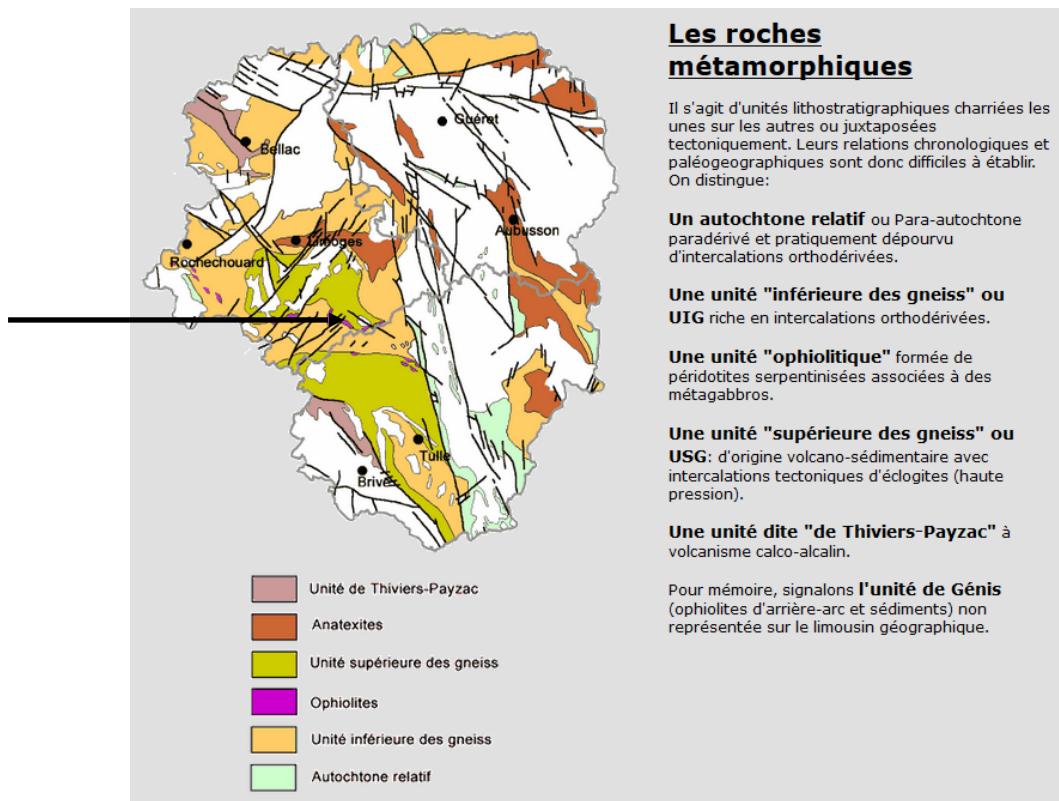 Les roches
métamorphiques
Il s'agit d'unités lithostratigraphiques charriées les
unes sur les autres ou juxtaposées
tectoniquement. Leurs relations chronologiques et
paléogeographiques sont donc difficiles à établir.
On distingue:
Un autochtone relatif ou Para-autochtone
paradérivé et pratiquement dépourvu
d'intercalations orthodérivées.
Une unité "inférieure des gneiss" ou
UIG riche en intercalations orthodérivées.
Une unité "ophiolitique" formée de
péridotites serpentinisées associées à des
métagabbros.
Une unité "supérieure des gneiss" ou
USG: d'origine volcano-sédimentaire avec
intercalations tectoniques d'éclogites (haute
pression).
Une unité dite "de Thiviers-Payzac" à
volcanisme calco-alcalin.
Pour mémoire, signalons l'unité de Génis
(ophiolites d'arrière-arc et sédiments) non
représentée sur le limousin géographique.
Guéret
Bellac
Aubusson
Limoges
Rochechouard
Tulle
Brive
Unité de Thiviers-Payzac
Anatexites
Unité supérieure des gneiss
Ophiolites
Unité inférieure des gneiss
Autochtone relatif